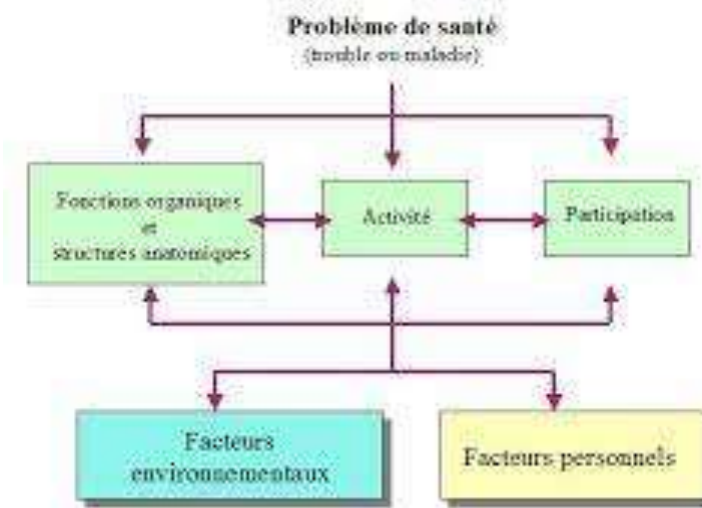 Problème de santé
(trouble ou maladie)
Fonctions organiques
et
structures anatomiques
Activité
Participation
Facteurs
environnementaux
Facteurs personnels